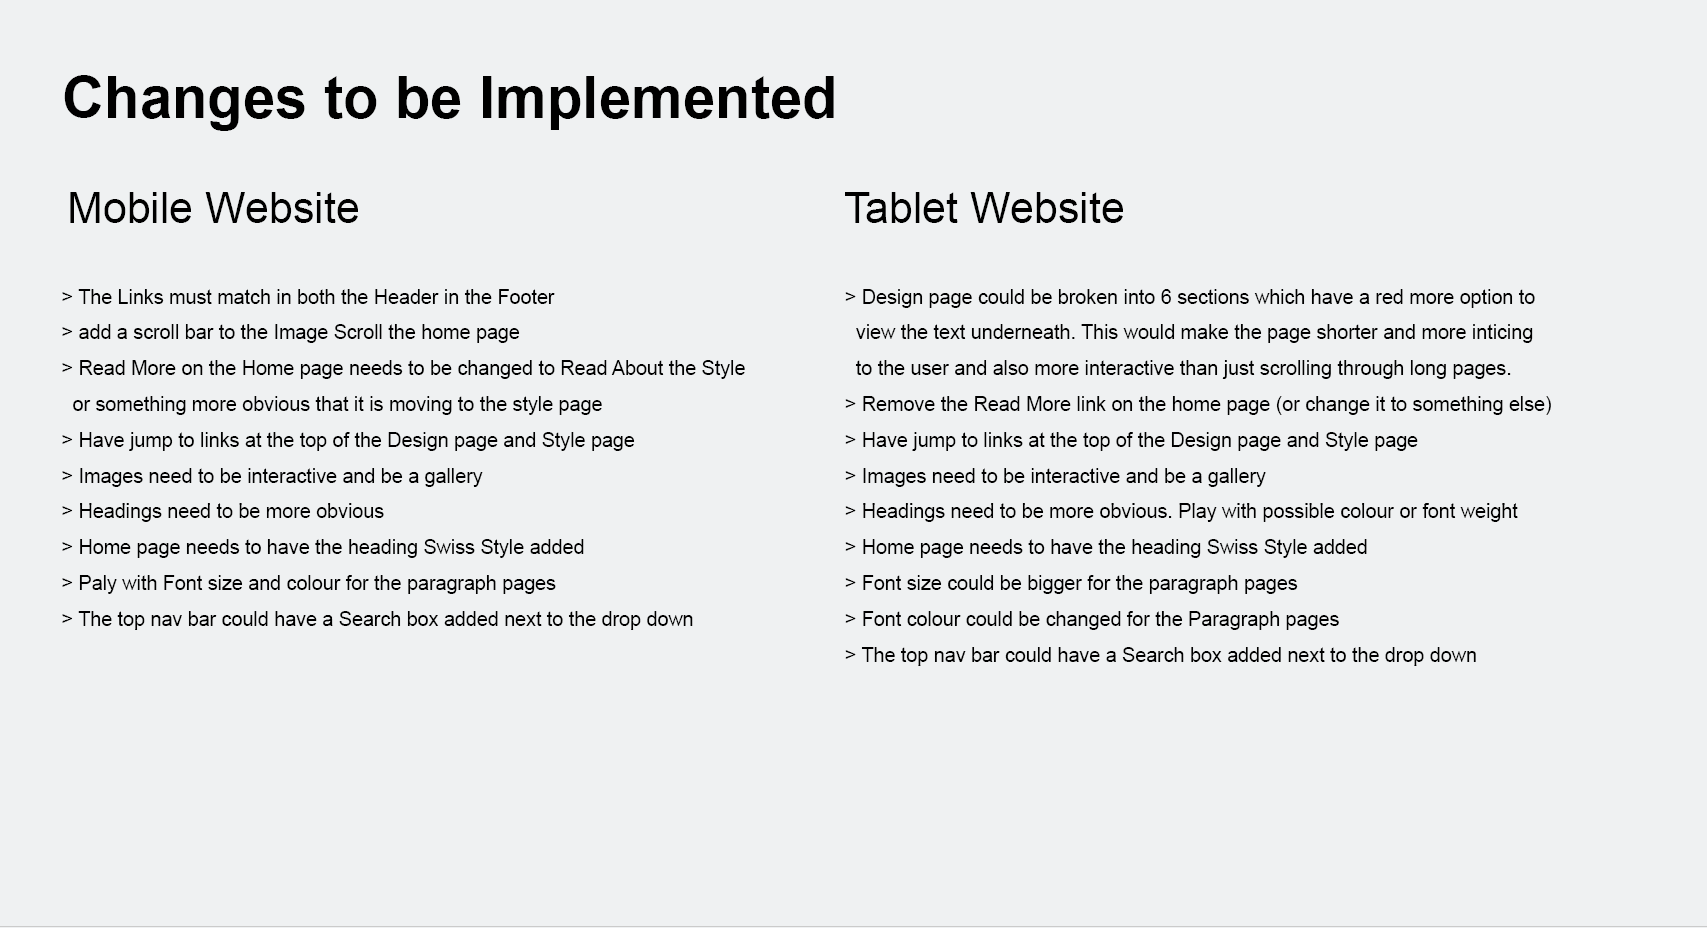 Changes to be Implemented
Mobile Website
> The Links must match in both the Header in the Footer
> add a scroll bar to the Image Scroll the home page
> Read More on the Home page needs to be changed to Read About the Style
or something more obvious that it is moving to the style page
> Have jump to links at the top of the Design page and Style page
> Images need to be interactive and be a gallery
> Headings need to be more obvious
> Home page needs to have the heading Swiss Style added
> Paly with Font size and colour for the paragraph pages
> The top nav bar could have a Search box added next to the drop down
Tablet Website
> Design page could be broken into 6 sections which have a red more option to
view the text underneath. This would make the page shorter and more inticing
to the user and also more interactive than just scrolling through long pages.
> Remove the Read More link on the home page (or change it to something else)
> Have jump to links at the top of the Design page and Style page
> Images need to be interactive and be a gallery
> Headings need to be more obvious. Play with possible colour or font weight
> Home page needs to have the heading Swiss Style added
> Font size could be bigger for the paragraph pages
> Font colour could be changed for the Paragraph pages
> The top nav bar could have a Search box added next to the drop down